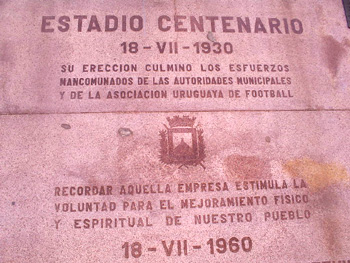 ESTADIO CENTENARIO
18-VII-1930
SU ERECCION CULMINO LOS ESFUERZOS
MANCOMUNADOS DE LAS AUTORIDADES MUNICIPALES
Y DE LA ASOCIACION URUGUAYA DE FOOTBALL
RECORDAR AQUELLA EMPRESA ESTIMULA LA
VOLUNTAD PARA EL MEJORAMIENTO FISICO
Y ESPIRITUAL DE NUESTRO PUEBLO
18-VII-1960